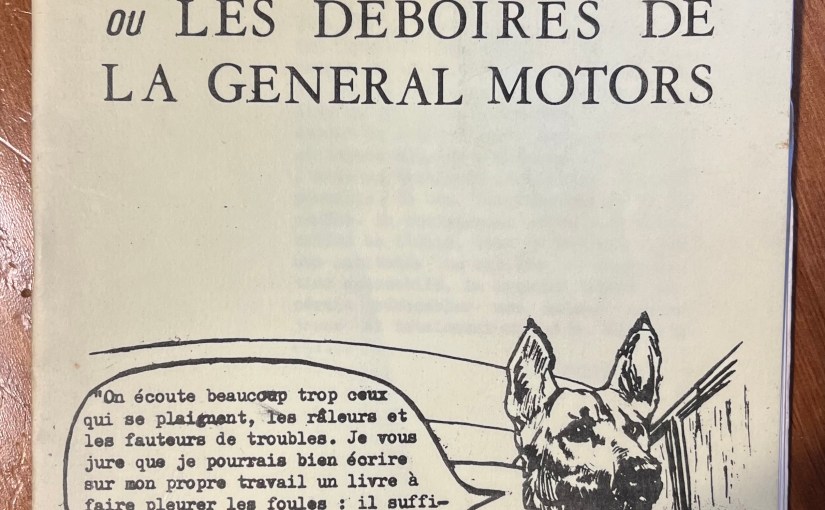 ou LES DEBOIRES DE
LA GENERAL MOTORS
"On écoute beaucoup trop ceux
qui se plaignent, les râleurs et
les fauteurs de troubles. Je vous
jure que je pourrais bien écrire
sur mon propre travail un livre à
faire pleurer les foules : il suffi-